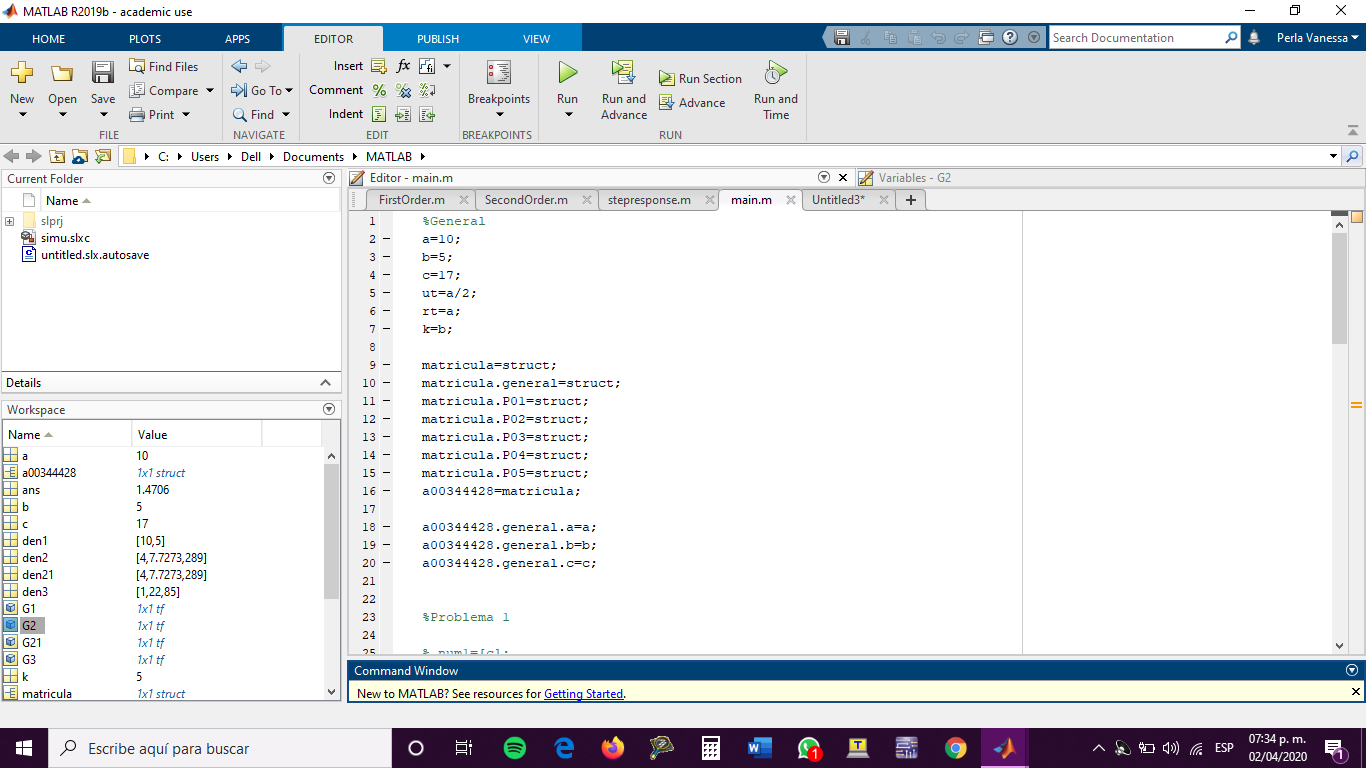 MATLAB R2019b - academic use
HOME PLOTS APPS EDITOR PUBLISH VIEW Search Documentation Perla Vanessa
New Open Save Find Files Compare Print
FILE
Go To Find
NAVIGATE
Insert fx
Comment
Indent
EDIT
Breakpoints
BREAKPOINTS
Run Run and Advance Run Section Advance Run and Time
RUN
C: Users Dell Documents MATLAB
Current Folder
Name
slprj
simu.slxc
untitled.slx.autosave
Details
Workspace
Name Value
a 10
a00344428 1x1 struct
ans 1.4706
b 5
c 17
den1 [10,5]
den2 [4,7.7273,289]
den21 [4,7.7273,289]
den3 [1,22,85]
G1 1x1 tf
G2 1x1 tf
G21 1x1 tf
G3 1x1 tf
k 5
matricula 1x1 struct
Editor - main.m Variables - G2
FirstOrder.m SecondOrder.m stepresponse.m main.m Untitled3* +
1 %General
2 – a=10;
3 – b=5;
4 – c=17;
5 – ut=a/2;
6 – rt=a;
7 – k=b;
8
9 – matricula=struct;
10 – matricula.general=struct;
11 – matricula.P01=struct;
12 – matricula.P02=struct;
13 – matricula.P03=struct;
14 – matricula.P04=struct;
15 – matricula.P05=struct;
16 – a00344428=matricula;
17
18 – a00344428.general.a=a;
19 – a00344428.general.b=b;
20 – a00344428.general.c=c;
21
22
23 %Problema 1
24
25 % num1=[c];
Command Window
New to MATLAB? See resources for Getting Started.
Escribe aquí para buscar
1
ESP
07:34 p. m.
02/04/2020
1